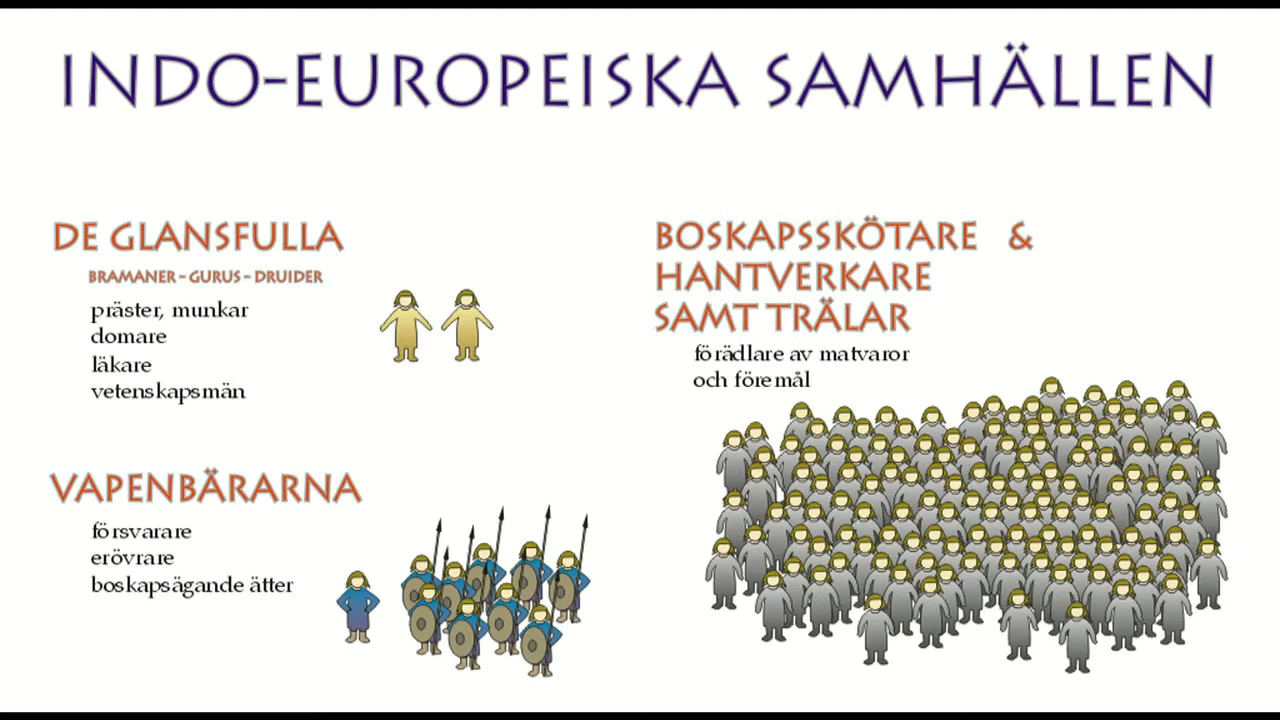 INDO-EUROPEISKA SAMHÄLLEN
DE GLANSFULLA
BRAMANER - GURUS - DRUIDER
präster, munkar
domare
läkare
vetenskapsmän
VAPENBÄRARNA
försvarare
erövrare
boskapsägande ätter
BOSKAPSSKÖTARE &
HANTVERKARE
SAMT TRÄLAR
förädlare av matvaror
och föremål